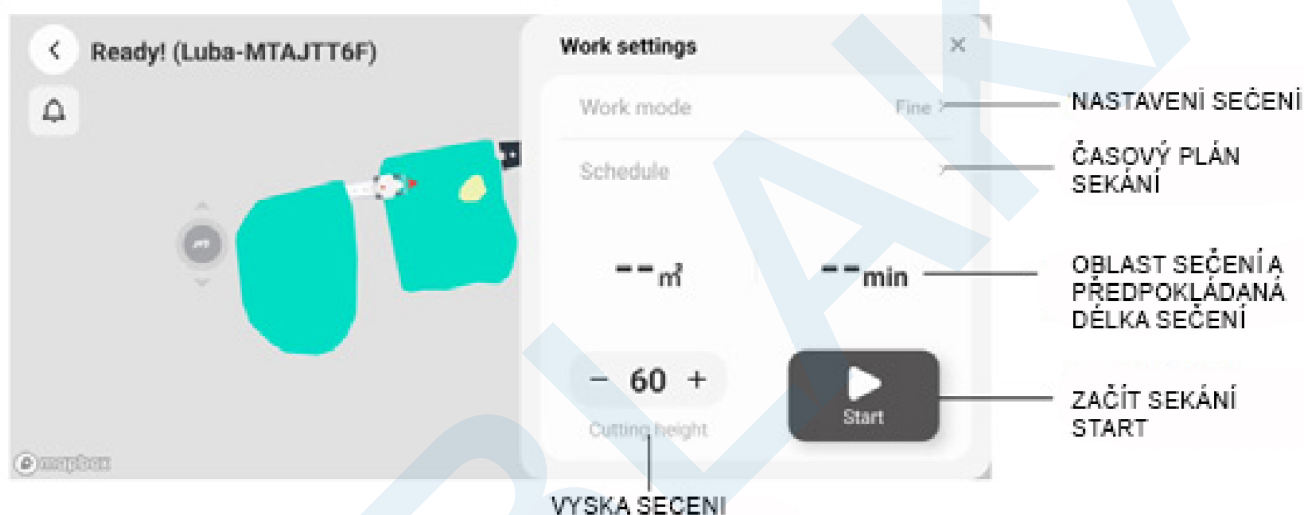 Ready! (Luba-MTAJTT6F)
Work settings
Work mode
Fine
NASTAVENÍ SEČENÍ
Schedule
ČASOVÝ PLÁN
SEKÁNÍ
--㎡
--min
OBLAST SEČENÍ A
PŘEDPOKLÁDANÁ
DÉLKA SEČENÍ
− 60 +
Cutting height
Start
ZAČÍT SEKÁNÍ
START
mapbox
VYSKA SECENI